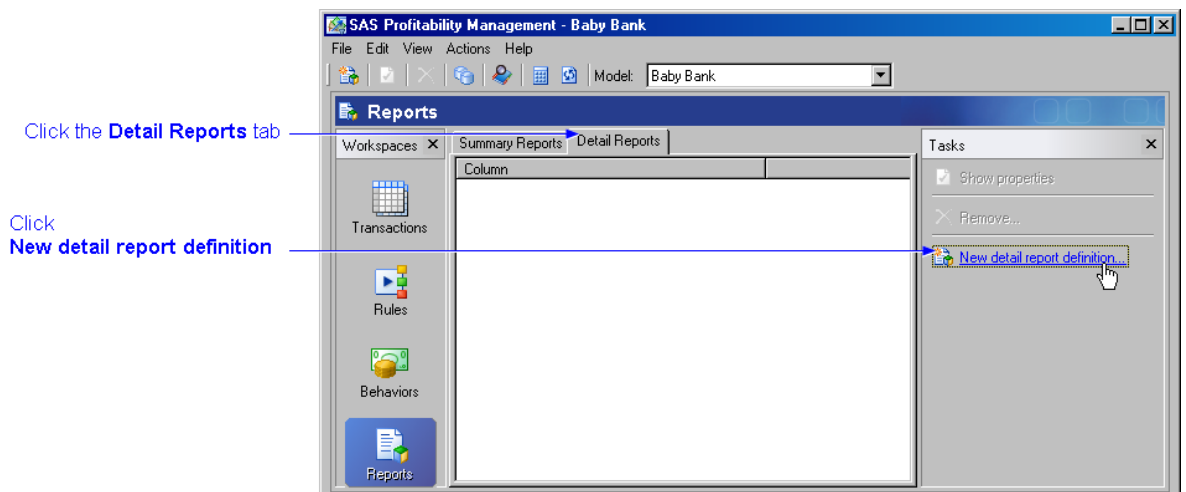 SAS Profitability Management - Baby Bank
File Edit View Actions Help
Model: Baby Bank
Reports
Click the Detail Reports tab
Workspaces
Summary Reports
Detail Reports
Tasks
Column
Show properties
Remove...
Transactions
Click
New detail report definition
New detail report definition...
Rules
Behaviors
Reports